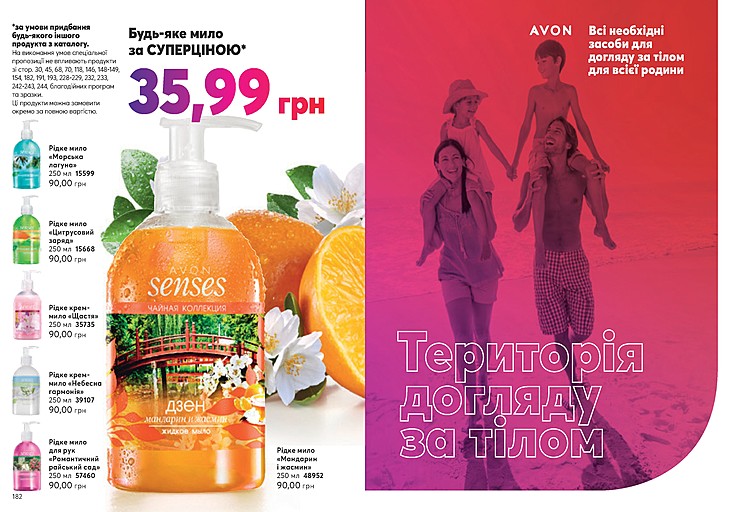 *за умови придбання
будь-якого іншого
продукта з каталогу.
На виконання умов спеціальної
пропозиції не впливають продукти
зі стор. 30, 45, 68, 70, 118, 146, 148-149,
154, 182, 191, 193, 228-229, 232, 233,
242-243, 244, благодійних програм
та зразки.
Ці продукти можна замовити
окремо за повною вартістю.
Будь-яке мило
за СУПЕРЦІНОЮ*
35,99 грн
Рідке мило
«Морська
лагуна»
250 мл 15599
90,00 грн
Рідке мило
«Цитрусовий
заряд»
250 мл 15668
90,00 грн
Рідке крем-
мило «Щастя»
250 мл 35735
90,00 грн
Рідке крем-
мило «Небесна
гармонія»
250 мл 39107
90,00 грн
Рідке мило
для рук
«Романтичний
райський сад»
250 мл 57460
90,00 грн
182
AVON
senses
ЧАЙНАЯ КОЛЛЕКЦИЯ
ДЗЕН
мандарин и жасмин
ЖИДКОЕ МЫЛО
Рідке мило
«Мандарин
і жасмин»
250 мл 48952
90,00 грн
AVON
Всі необхідні
засоби для
догляду за тілом
для всієї родини
Територія
догляду
за тілом